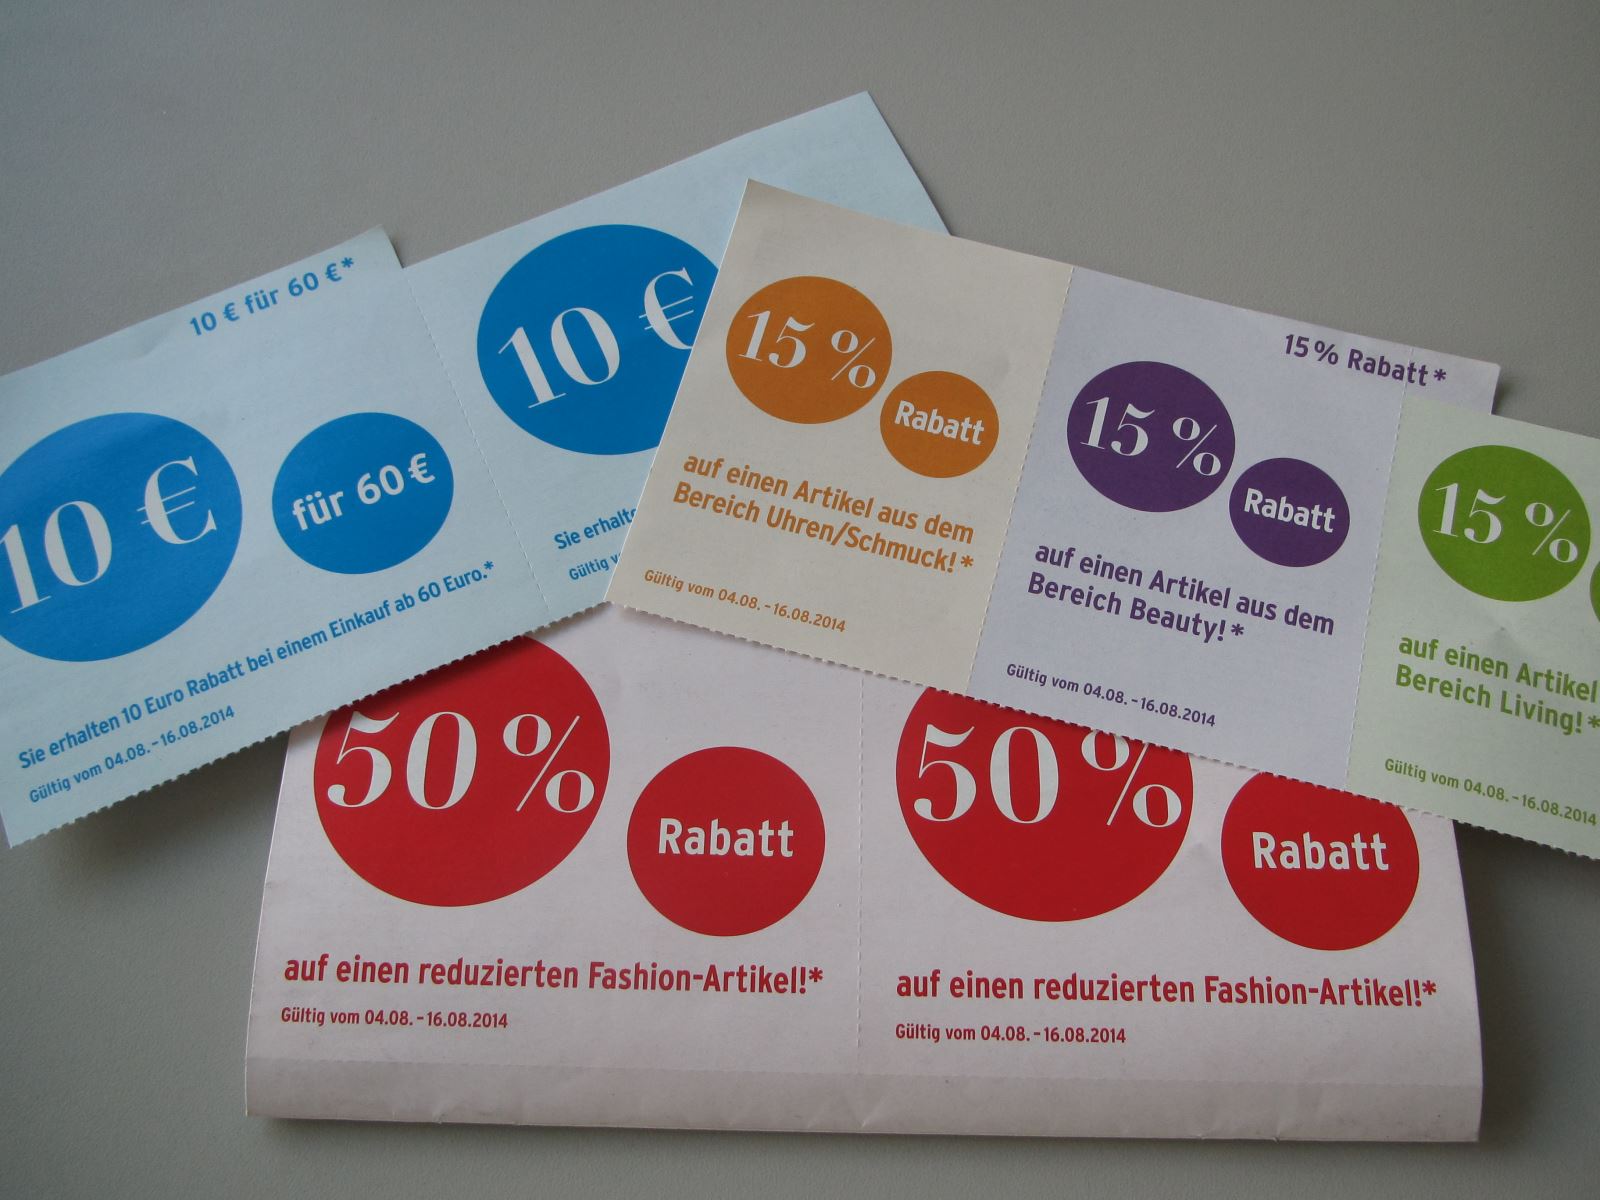 10 € für 60 €*
10 €
für 60 €
Sie erhalten 10 Euro Rabatt bei einem Einkauf ab 60 Euro.*
Gültig vom 04.08. - 16.08.2014
10 €
Sie
Gültig
15 %
Rabatt
auf einen Artikel aus dem
Bereich Uhren/Schmuck!*
Gültig vom 04.08. - 16.08.2014
15% Rabatt*
15 %
Rabatt
auf einen Artikel aus dem
Bereich Beauty!*
Gültig vom 04.08. - 16.08.2014
15 %
auf einen Artikel
Bereich Living!*
Gültig vom 04.08. - 16.08.2014
50 %
Rabatt
auf einen reduzierten Fashion-Artikel!*
Gültig vom 04.08. - 16.08.2014
50 %
Rabatt
auf einen reduzierten Fashion-Artikel!*
Gültig vom 04.08. - 16.08.2014